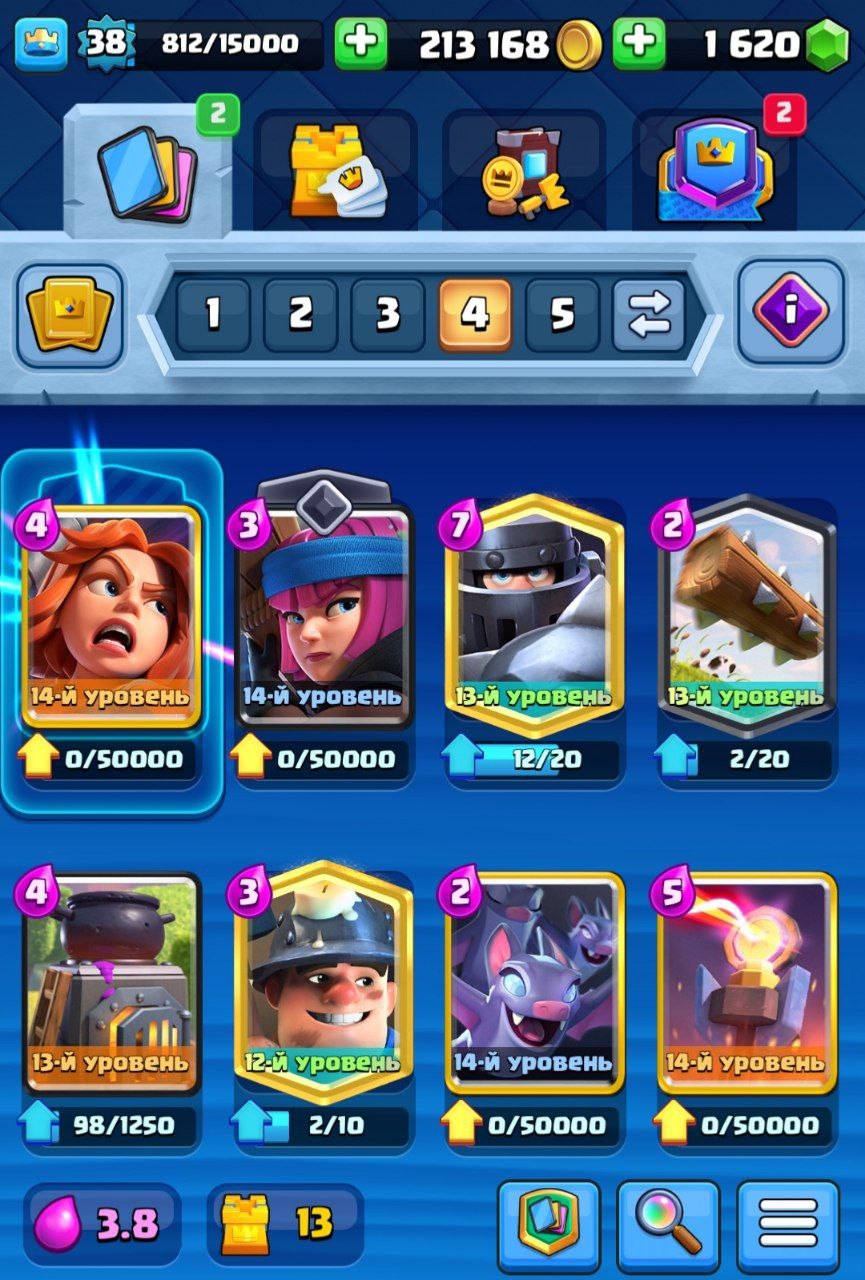 38 812/15000 213 168 1 620
2 2
1 2 3 4 5 i
4 3 7 2
14-й уровень 14-й уровень 13-й уровень 13-й уровень
0/50000 0/50000 12/20 2/20
4 3 2 5
13-й уровень 12-й уровень 14-й уровень 14-й уровень
98/1250 2/10 0/50000 0/50000
3.8 13